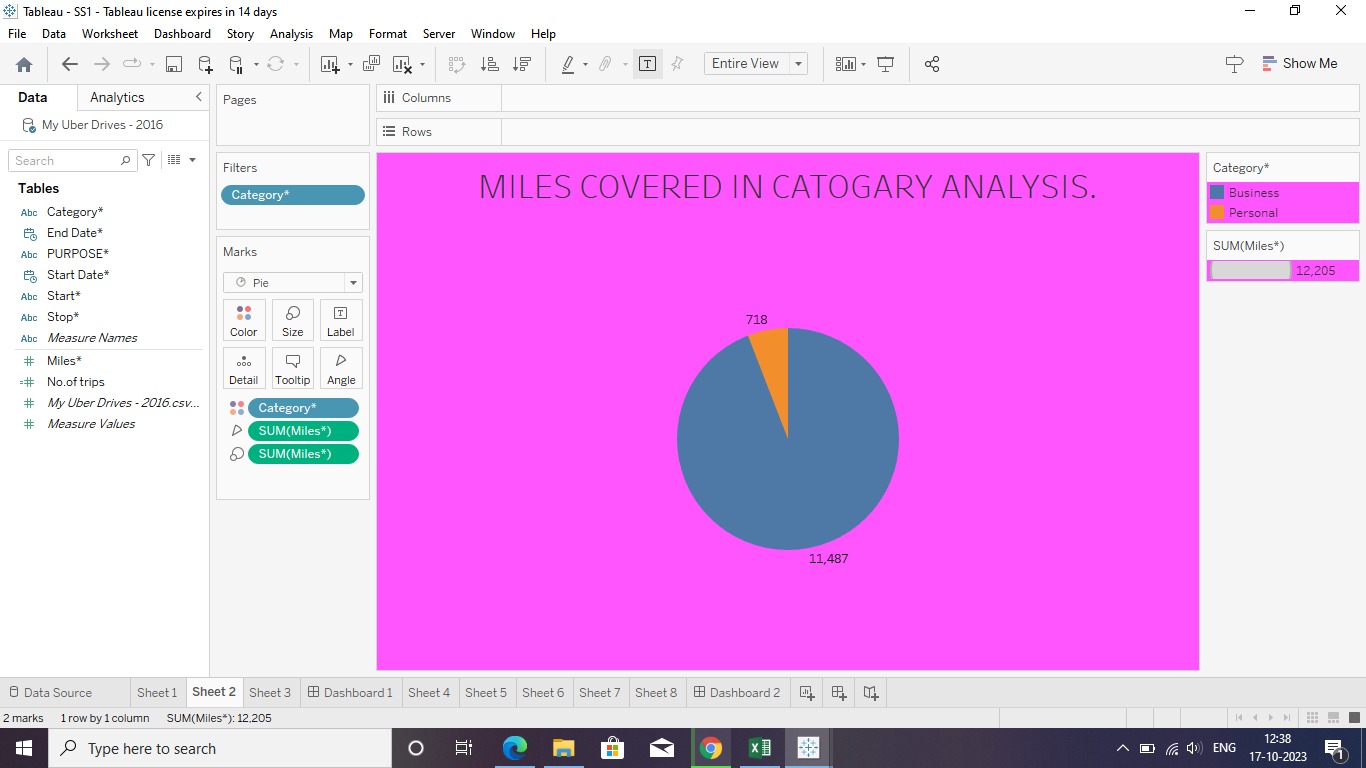 Tableau - SS1 - Tableau license expires in 14 days
File Data Worksheet Dashboard Story Analysis Map Format Server Window Help
Entire View
Show Me
Data Analytics
My Uber Drives - 2016
Search
Tables
Abc Category*
End Date*
Abc PURPOSE*
Start Date*
Abc Start*
Abc Stop*
Abc Measure Names
Miles*
No.of trips
My Uber Drives - 2016.csv...
Measure Values
Pages
Filters
Category*
Marks
Pie
Color Size Label
Detail Tooltip Angle
Category*
SUM(Miles*)
SUM(Miles*)
Columns
Rows
MILES COVERED IN CATOGARY ANALYSIS.
718
11,487
Category*
Business
Personal
SUM(Miles*)
12,205
Data Source Sheet 1 Sheet 2 Sheet 3 Dashboard 1 Sheet 4 Sheet 5 Sheet 6 Sheet 7 Sheet 8 Dashboard 2
2 marks 1 row by 1 column SUM(Miles*): 12,205
Type here to search
ENG
12:38
17-10-2023
1